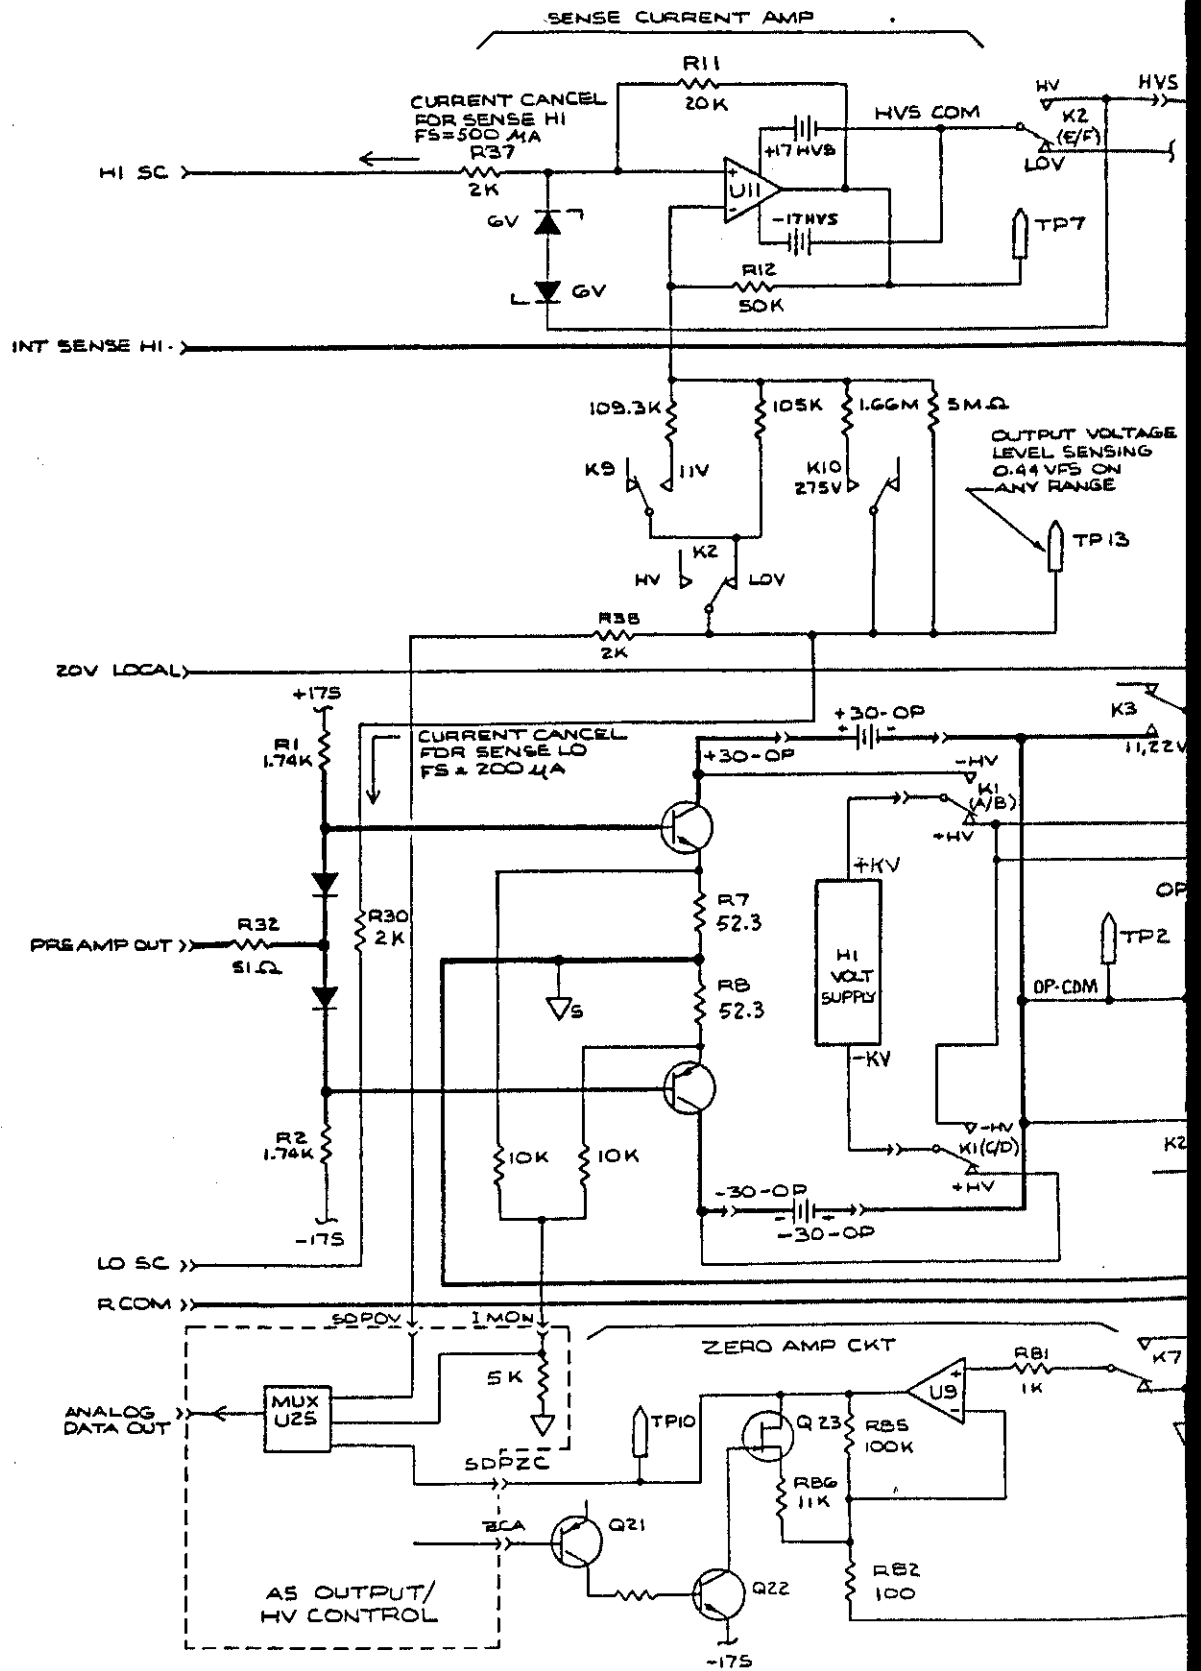 SENSE CURRENT AMP
R11
20K
HV
HVS
CURRENT CANCEL
FOR SENSE HI
FS=500 μA
R37
2K
HI SC
+17HVS
HVS COM
K2
(E/F)
LOV
U11
+
-
6V
-17HVS
TP7
6V
R12
50K
INT SENSE HI
109.3K
105K
1.66M
5MΩ
OUTPUT VOLTAGE
LEVEL SENSING
0.44VFS ON
ANY RANGE
K9
11V
K10
275V
TP13
K2
HV
LOV
R38
2K
20V LOCAL
+17S
R1
1.74K
CURRENT CANCEL
FOR SENSE LO
FS = 200 μA
+30-OP
+ -
+30-OP
K3
11,22V
-HV
K1
(A/B)
+HV
+KV
R7
52.3
OP
R30
2K
R32
51Ω
PREAMP OUT
HI
VOLT
SUPPLY
TP2
OP-COM
S
R8
52.3
-KV
R2
1.74K
10K
10K
-HV
K1(C/D)
+HV
K2
-30-OP
- +
-30-OP
-17S
LO SC
R COM
SDPOV
I MON
ZERO AMP CKT
R81
1K
K7
5K
U9
+
-
MUX
U25
ANALOG
DATA OUT
TP10
Q23
R85
100K
SDPZC
R86
11K
ZCA
Q21
Q22
R82
100
A5 OUTPUT/
HV CONTROL
-17S